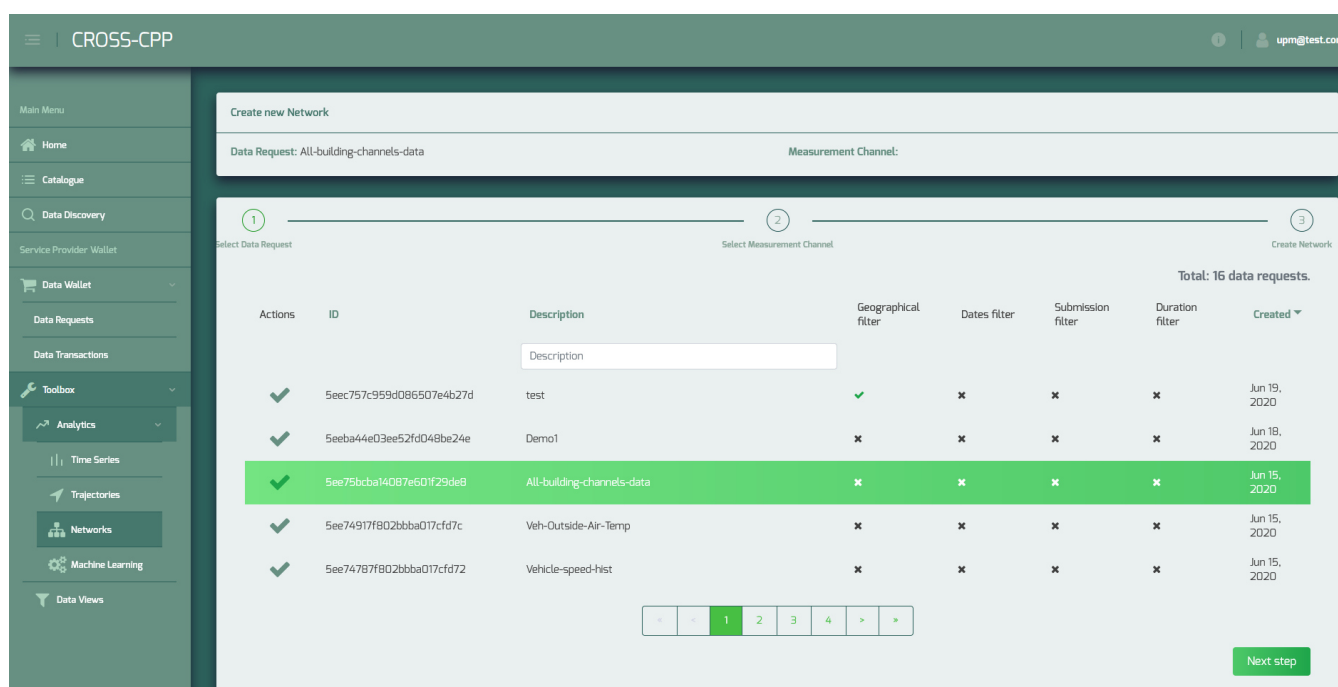 CROSS-CPP
upm@test.con
Main Menu
Home
Catalogue
Data Discovery
Service Provider Wallet
Data Wallet
Data Requests
Data Transactions
Toolbox
Analytics
Time Series
Trajectories
Networks
Machine Learning
Data Views
Create new Network
Data Request: All-building-channels-data Measurement Channel:
1 2 3
Select Data Request Select Measurement Channel Create Network
Total: 16 data requests.
Actions ID Description Geographical filter Dates filter Submission filter Duration filter Created
Description
5eec757c959d086507e4b27d test Jun 19, 2020
5eeba44e03ee52fd048be24e Demo1 Jun 18, 2020
5ee75bcba14087e601f29de8 All-building-channels-data Jun 15, 2020
5ee74917f802bbba017cfd7c Veh-Outside-Air-Temp Jun 15, 2020
5ee74787f802bbba017cfd72 Vehicle-speed-hist Jun 15, 2020
« < 1 2 3 4 > »
Next step